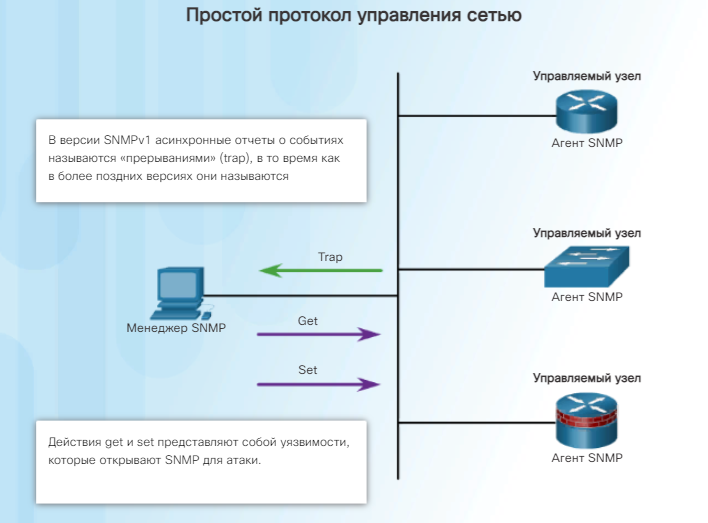 Простой протокол управления сетью
Управляемый узел
Агент SNMP
В версии SNMPv1 асинхронные отчеты о событиях
называются «прерываниями» (trap), в то время как
в более поздних версиях они называются
Управляемый узел
Агент SNMP
Trap
Менеджер SNMP
Get
Set
Управляемый узел
Агент SNMP
Действия get и set представляют собой уязвимости,
которые открывают SNMP для атаки.